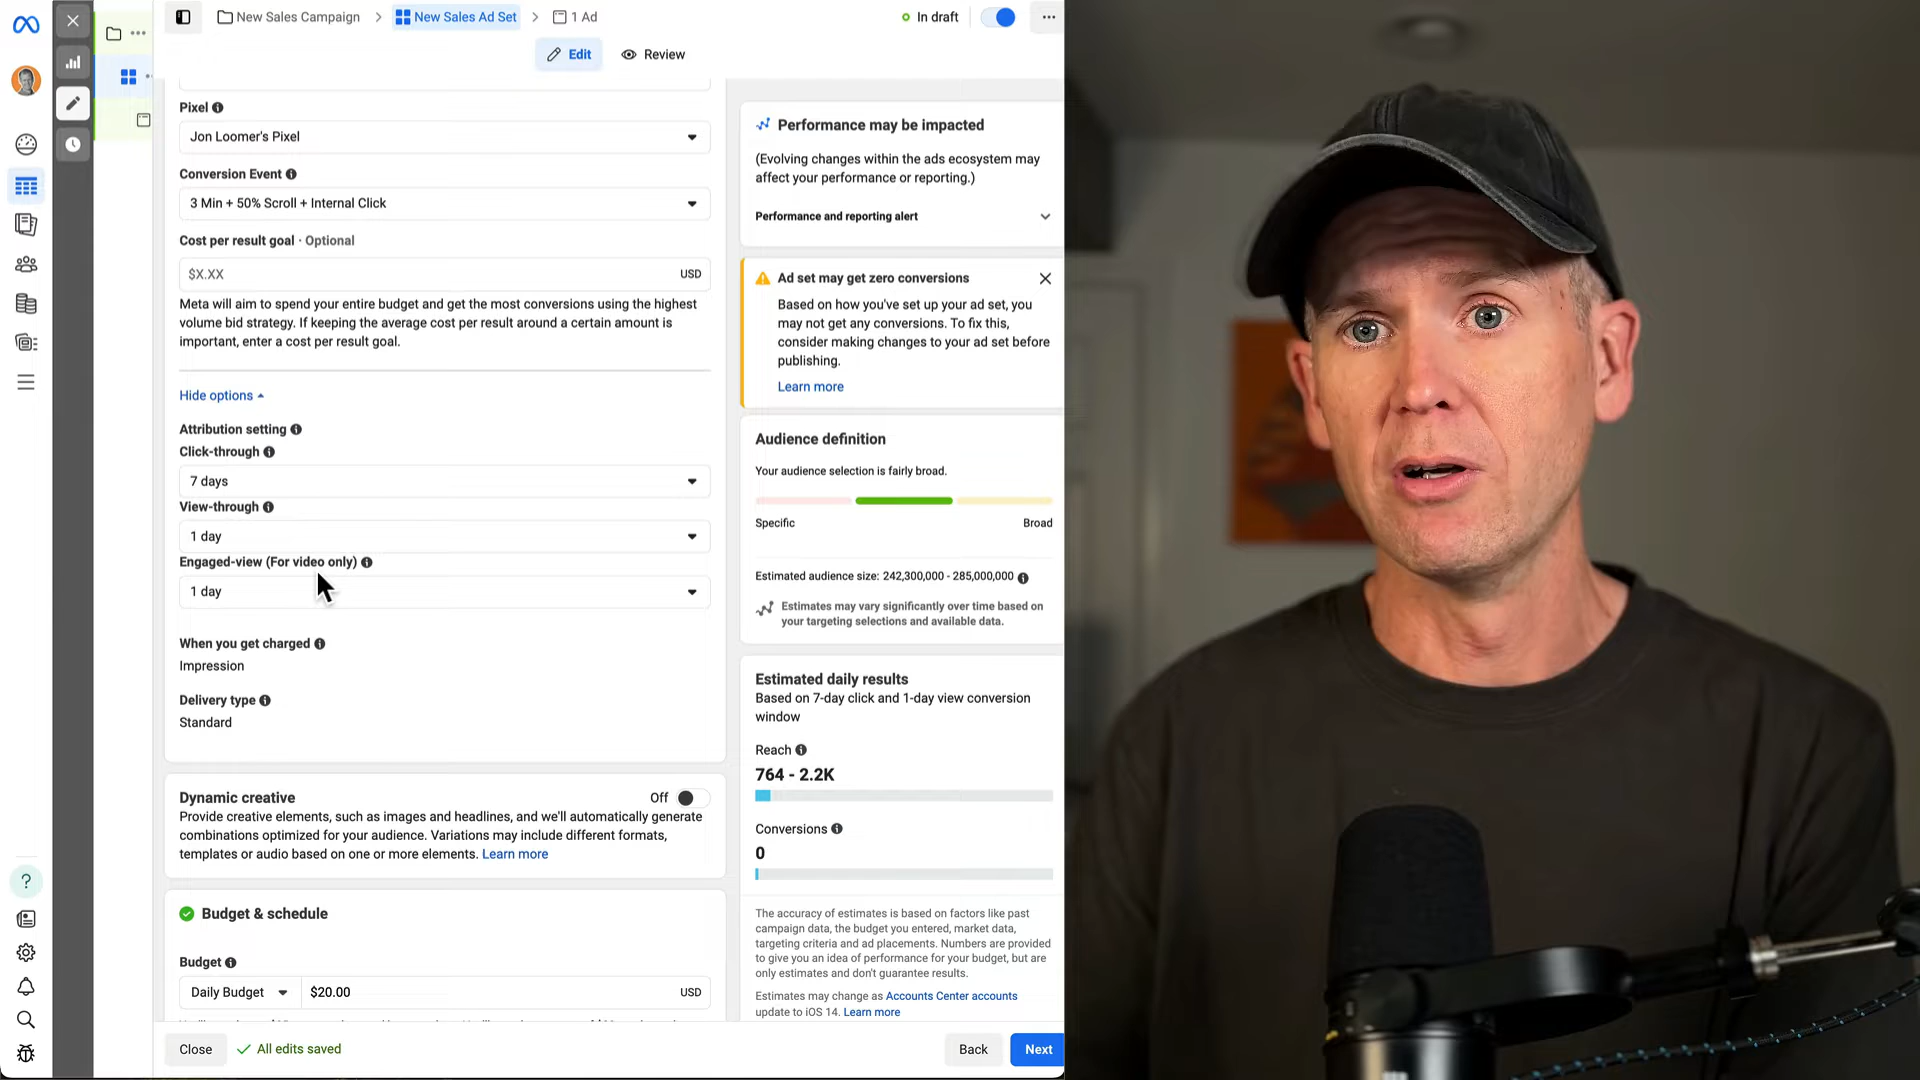 New Sales Campaign > New Sales Ad Set > 1 Ad
In draft
Edit
Review
Pixel
Jon Loomer's Pixel
Conversion Event
3 Min + 50% Scroll + Internal Click
Cost per result goal · Optional
$X.XX
USD
Meta will aim to spend your entire budget and get the most conversions using the highest
volume bid strategy. If keeping the average cost per result around a certain amount is
important, enter a cost per result goal.
Hide options
Attribution setting
Click-through
7 days
View-through
1 day
Engaged-view (For video only)
1 day
When you get charged
Impression
Delivery type
Standard
Dynamic creative
Off
Provide creative elements, such as images and headlines, and we'll automatically generate
combinations optimized for your audience. Variations may include different formats,
templates or audio based on one or more elements. Learn more
Budget & schedule
Budget
Daily Budget
$20.00
USD
Close
All edits saved
Back
Next
Performance may be impacted
(Evolving changes within the ads ecosystem may
affect your performance or reporting.)
Performance and reporting alert
Ad set may get zero conversions
Based on how you've set up your ad set, you
may not get any conversions. To fix this,
consider making changes to your ad set before
publishing.
Learn more
Audience definition
Your audience selection is fairly broad.
Specific
Broad
Estimated audience size: 242,300,000 - 285,000,000
Estimates may vary significantly over time based on
your targeting selections and available data.
Estimated daily results
Based on 7-day click and 1-day view conversion
window
Reach
764 - 2.2K
Conversions
0
The accuracy of estimates is based on factors like past
campaign data, the budget you entered, market data,
targeting criteria and ad placements. Numbers are provided
to give you an idea of performance for your budget, but are
only estimates and don't guarantee results.
Estimates may change as Accounts Center accounts
update to iOS 14. Learn more